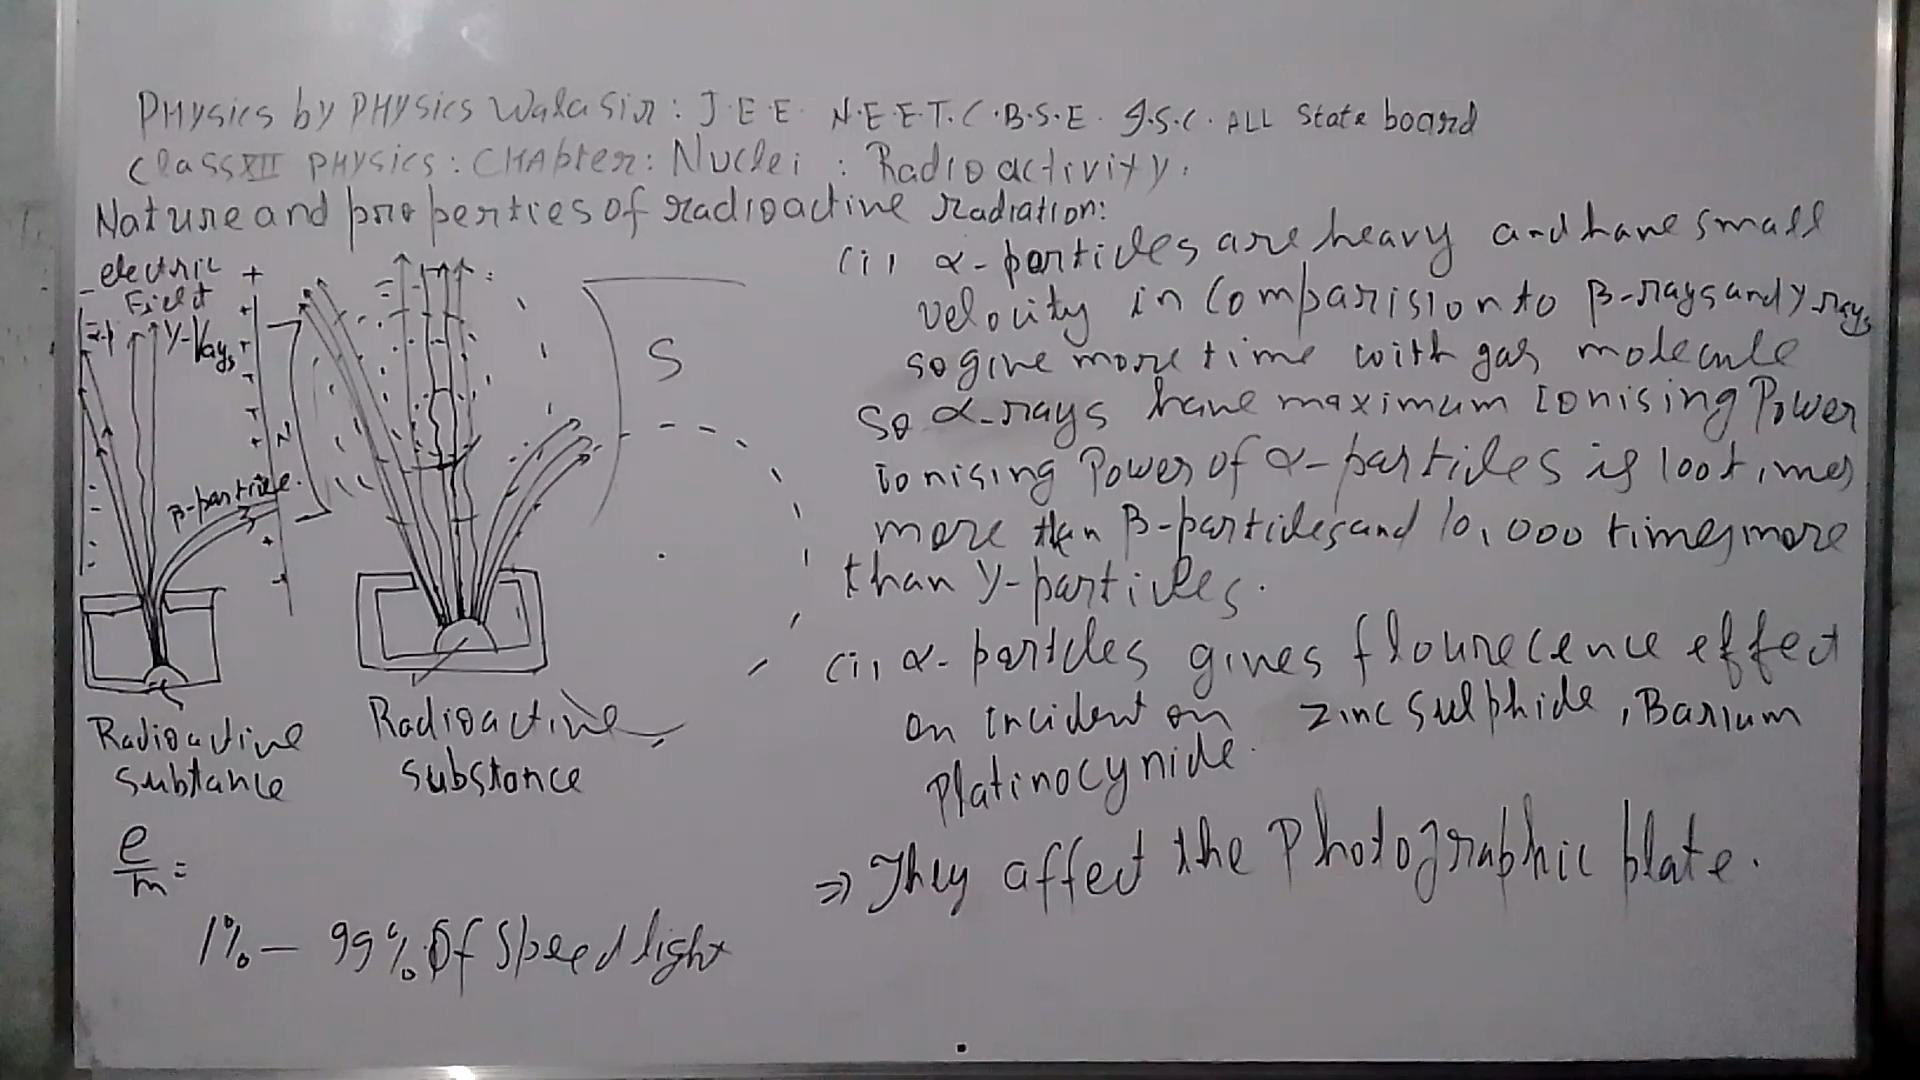 Physics by Physics Wala Sir: J.E.E. N.E.E.T. C.B.S.E. I.S.C. ALL State board
Class XII PHYSICS: CHApter: Nuclei : Radioactivity.
Nature and properties of radioactive radiation:
- electric +
Field
γ-rays
β-particle
N
S
Radioactive
Subtance
Radioactive
Substance
e/m =
1% - 99% Of Speed light
(i) α-particles are heavy and have small
velocity in Comparision to β-rays and γ rays
so give more time with gas molecule
So α-rays have maximum Ionising Power
ionising Power of α-particles is 100 times
more than β-particles and 10,000 times more
than γ-particles.
(ii) α-particles gives flourecence effect
on incident on Zinc Sulphide, Barium
Platinocynide.
⇒ They affect the Photographic plate.